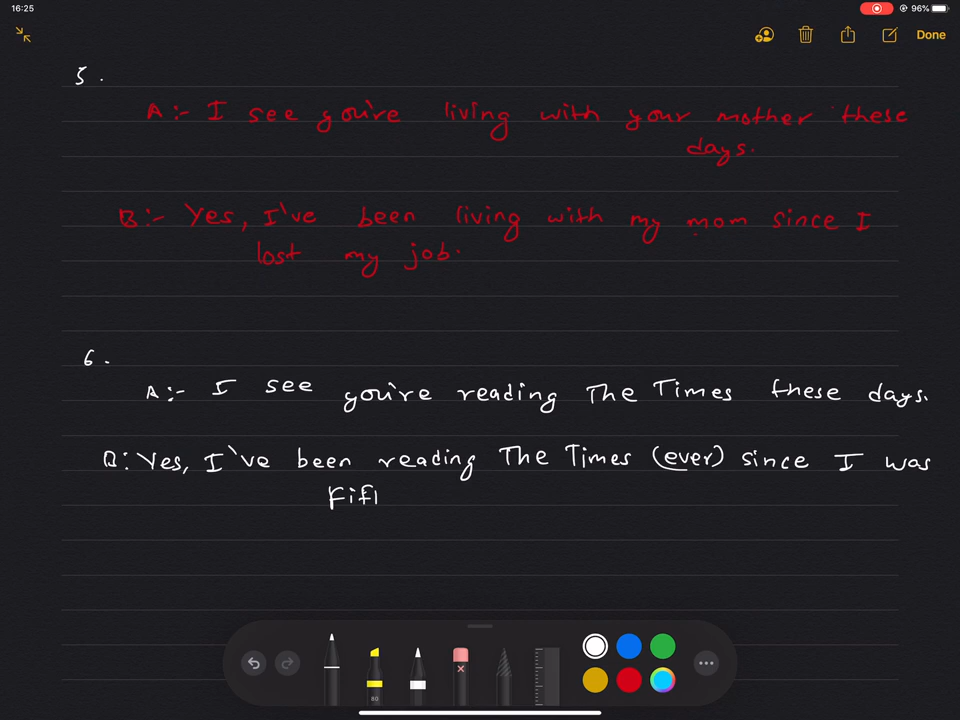 16:25
96%
Done
5.
A:- I see you're living with your mother these
days.
B:- Yes, I've been living with my mom since I
lost my job.
6.
A:- I see you're reading The Times these days.
B: Yes, I've been reading The Times (ever) since I was
80